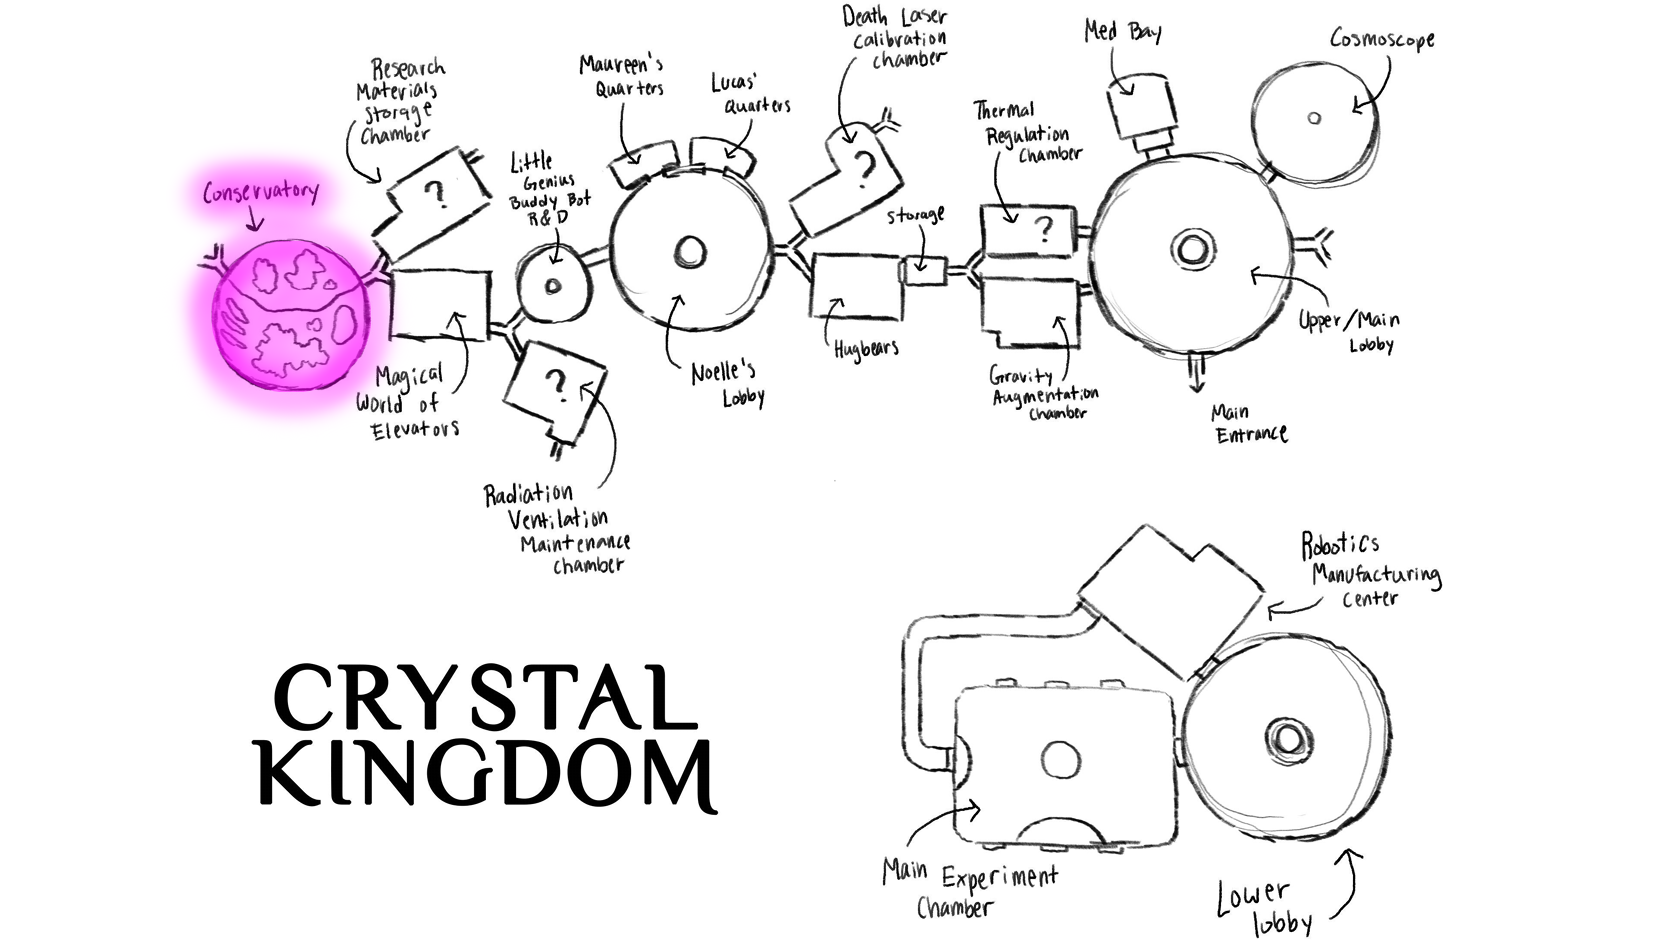 Death Laser
Calibration
Chamber
Med Bay
Cosmoscope
Research
Materials
Storage
Chamber
Maureen's
Quarters
Lucas'
Quarters
Thermal
Regulation
Chamber
Little
Genius
Buddy Bot
R&D
Conservatory
?
?
Storage
?
Upper/Main
Lobby
Hugbears
Noelle's
Lobby
Magical
World of
Elevators
?
Gravity
Augmentation
Chamber
Main
Entrance
Radiation
Ventilation
Maintenance
Chamber
Robotics
Manufacturing
Center
CRYSTAL
KINGDOM
Main Experiment
Chamber
Lower
lobby